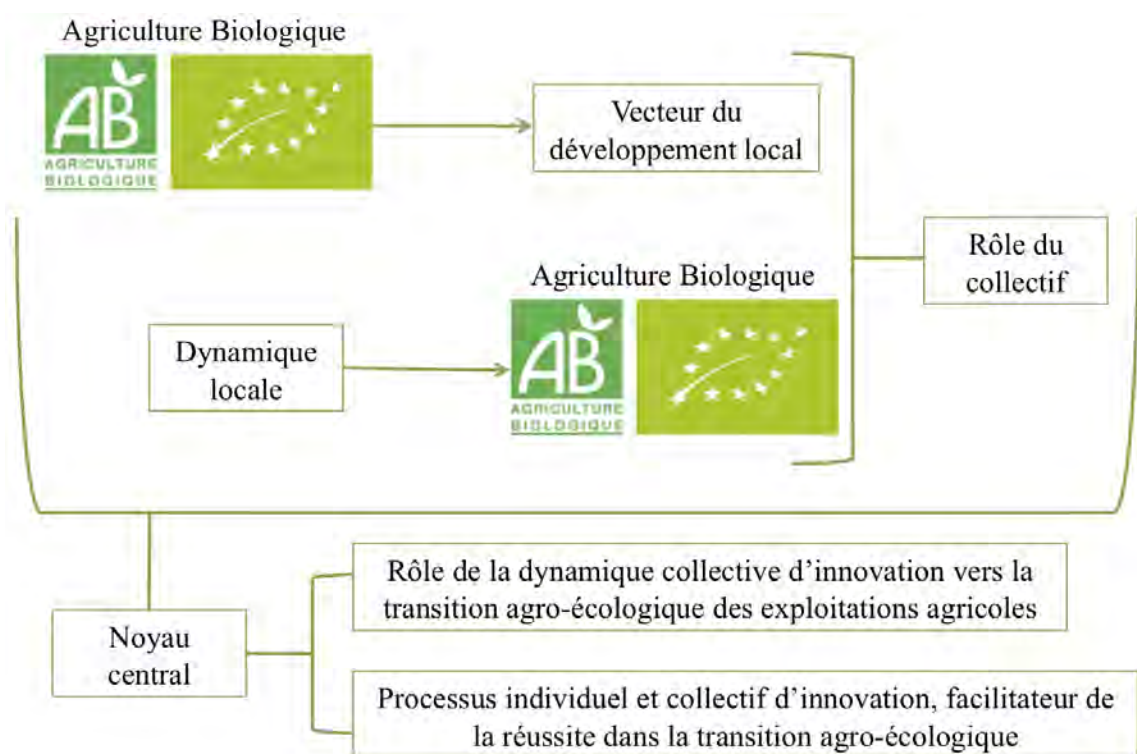 Agriculture Biologique
AB
AGRICULTURE
BIOLOGIQUE
Vecteur du
développement local
Rôle du
collectif
Agriculture Biologique
AB
AGRICULTURE
BIOLOGIQUE
Dynamique
locale
Noyau
central
Rôle de la dynamique collective d’innovation vers la
transition agro-écologique des exploitations agricoles
Processus individuel et collectif d’innovation, facilitateur de
la réussite dans la transition agro-écologique